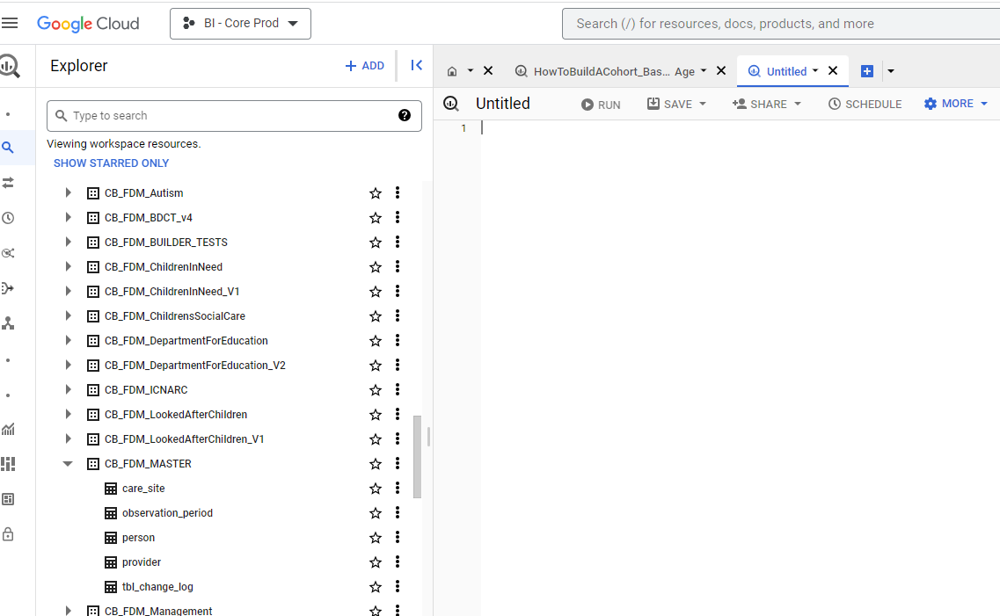 Google Cloud
BI - Core Prod
Search (/) for resources, docs, products, and more
Explorer
+ ADD
HowToBuildACohort_Bas... Age
Untitled
Type to search
?
Viewing workspace resources.
SHOW STARRED ONLY
CB_FDM_Autism
CB_FDM_BDCT_v4
CB_FDM_BUILDER_TESTS
CB_FDM_ChildrenInNeed
CB_FDM_ChildrenInNeed_V1
CB_FDM_ChildrensSocialCare
CB_FDM_DepartmentForEducation
CB_FDM_DepartmentForEducation_V2
CB_FDM_ICNARC
CB_FDM_LookedAfterChildren
CB_FDM_LookedAfterChildren_V1
CB_FDM_MASTER
care_site
observation_period
person
provider
tbl_change_log
CB_FDM_Management
Untitled
RUN
SAVE
SHARE
SCHEDULE
MORE
1